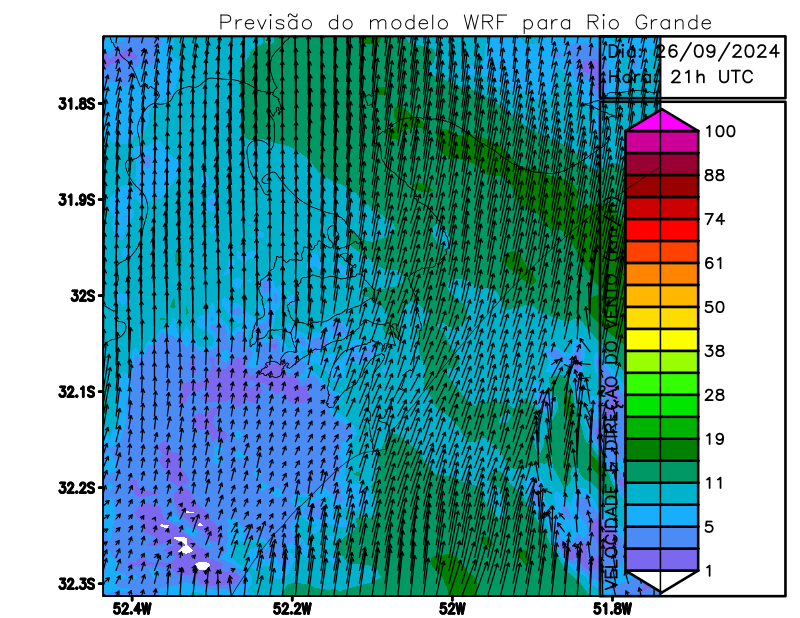 Previsão do modelo WRF para Rio Grande
Dia: 26/09/2024
Hora: 21h UTC
VELOCIDADE E DIREÇÃO DO VENTO (km/h)
100
88
74
61
50
38
28
19
11
5
1
31.8S
31.9S
32S
32.1S
32.2S
32.3S
52.4W
52.2W
52W
51.8W